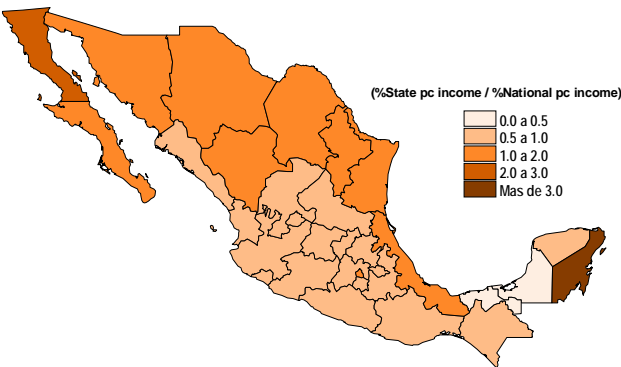 (%State pc income / %National pc income)
0.0 a 0.5
0.5 a 1.0
1.0 a 2.0
2.0 a 3.0
Mas de 3.0